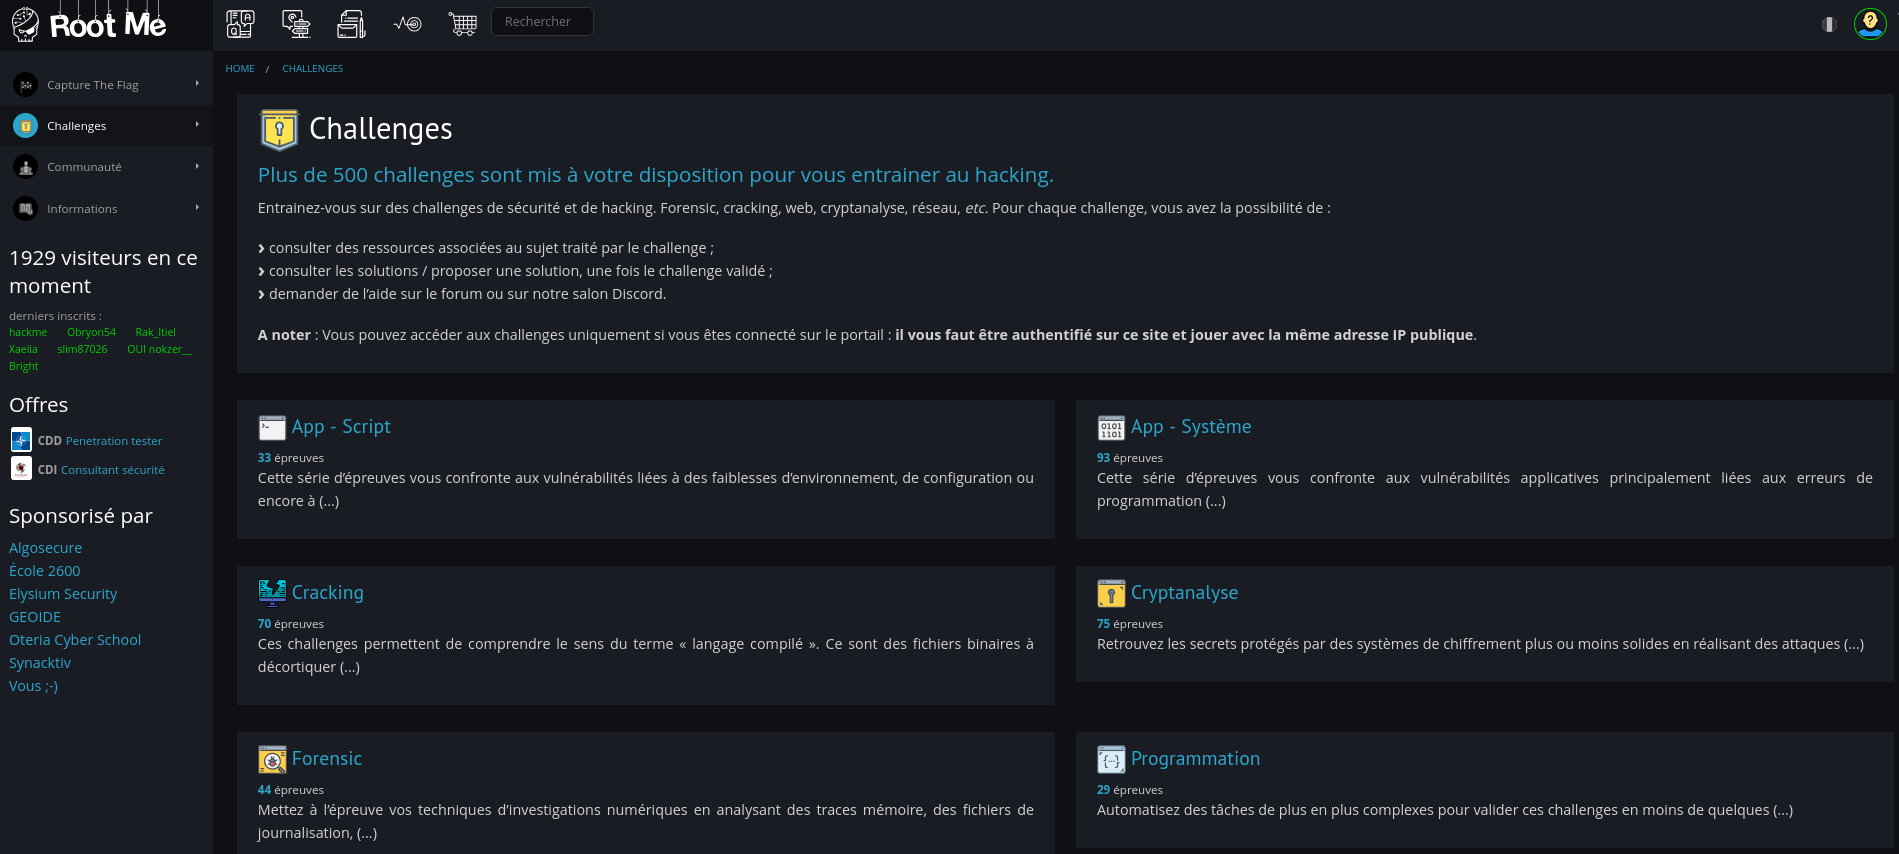 Root Me
Rechercher
HOME / CHALLENGES
Capture The Flag
Challenges
Communauté
Informations
1929 visiteurs en ce
moment
derniers inscrits :
hackme Obryon54 Rak_Itiel
Xaelia slim87026 OUI nokzer__
Bright
Offres
CDD Penetration tester
CDI Consultant sécurité
Sponsorisé par
Algosecure
École 2600
Elysium Security
GEOIDE
Oteria Cyber School
Synacktiv
Vous ;-)
Challenges
Plus de 500 challenges sont mis à votre disposition pour vous entrainer au hacking.
Entrainez-vous sur des challenges de sécurité et de hacking. Forensic, cracking, web, cryptanalyse, réseau, etc. Pour chaque challenge, vous avez la possibilité de :
› consulter des ressources associées au sujet traité par le challenge ;
› consulter les solutions / proposer une solution, une fois le challenge validé ;
› demander de l’aide sur le forum ou sur notre salon Discord.
A noter : Vous pouvez accéder aux challenges uniquement si vous êtes connecté sur le portail : il vous faut être authentifié sur ce site et jouer avec la même adresse IP publique.
App - Script
33 épreuves
Cette série d’épreuves vous confronte aux vulnérabilités liées à des faiblesses d’environnement, de configuration ou
encore à (...)
0101
1101
App - Système
93 épreuves
Cette série d’épreuves vous confronte aux vulnérabilités applicatives principalement liées aux erreurs de
programmation (...)
Cracking
70 épreuves
Ces challenges permettent de comprendre le sens du terme « langage compilé ». Ce sont des fichiers binaires à
décortiquer (...)
Cryptanalyse
75 épreuves
Retrouvez les secrets protégés par des systèmes de chiffrement plus ou moins solides en réalisant des attaques (...)
Forensic
44 épreuves
Mettez à l’épreuve vos techniques d’investigations numériques en analysant des traces mémoire, des fichiers de
journalisation, (...)
Programmation
29 épreuves
Automatisez des tâches de plus en plus complexes pour valider ces challenges en moins de quelques (...)